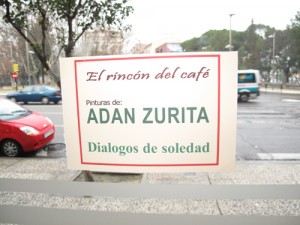 El rincón del café
Pinturas de:
ADAN ZURITA
Dialogos de soledad